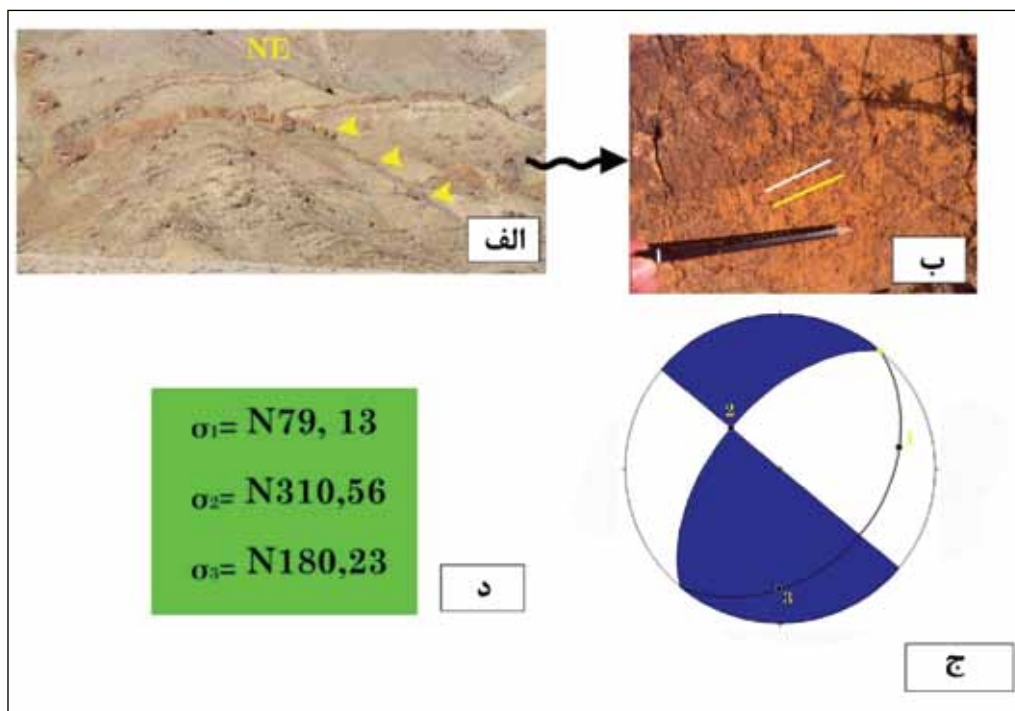 NE
الف
ب
σ₁= N79, 13
σ₂= N310,56
σ₃= N180,23
د
2
1
3
ج